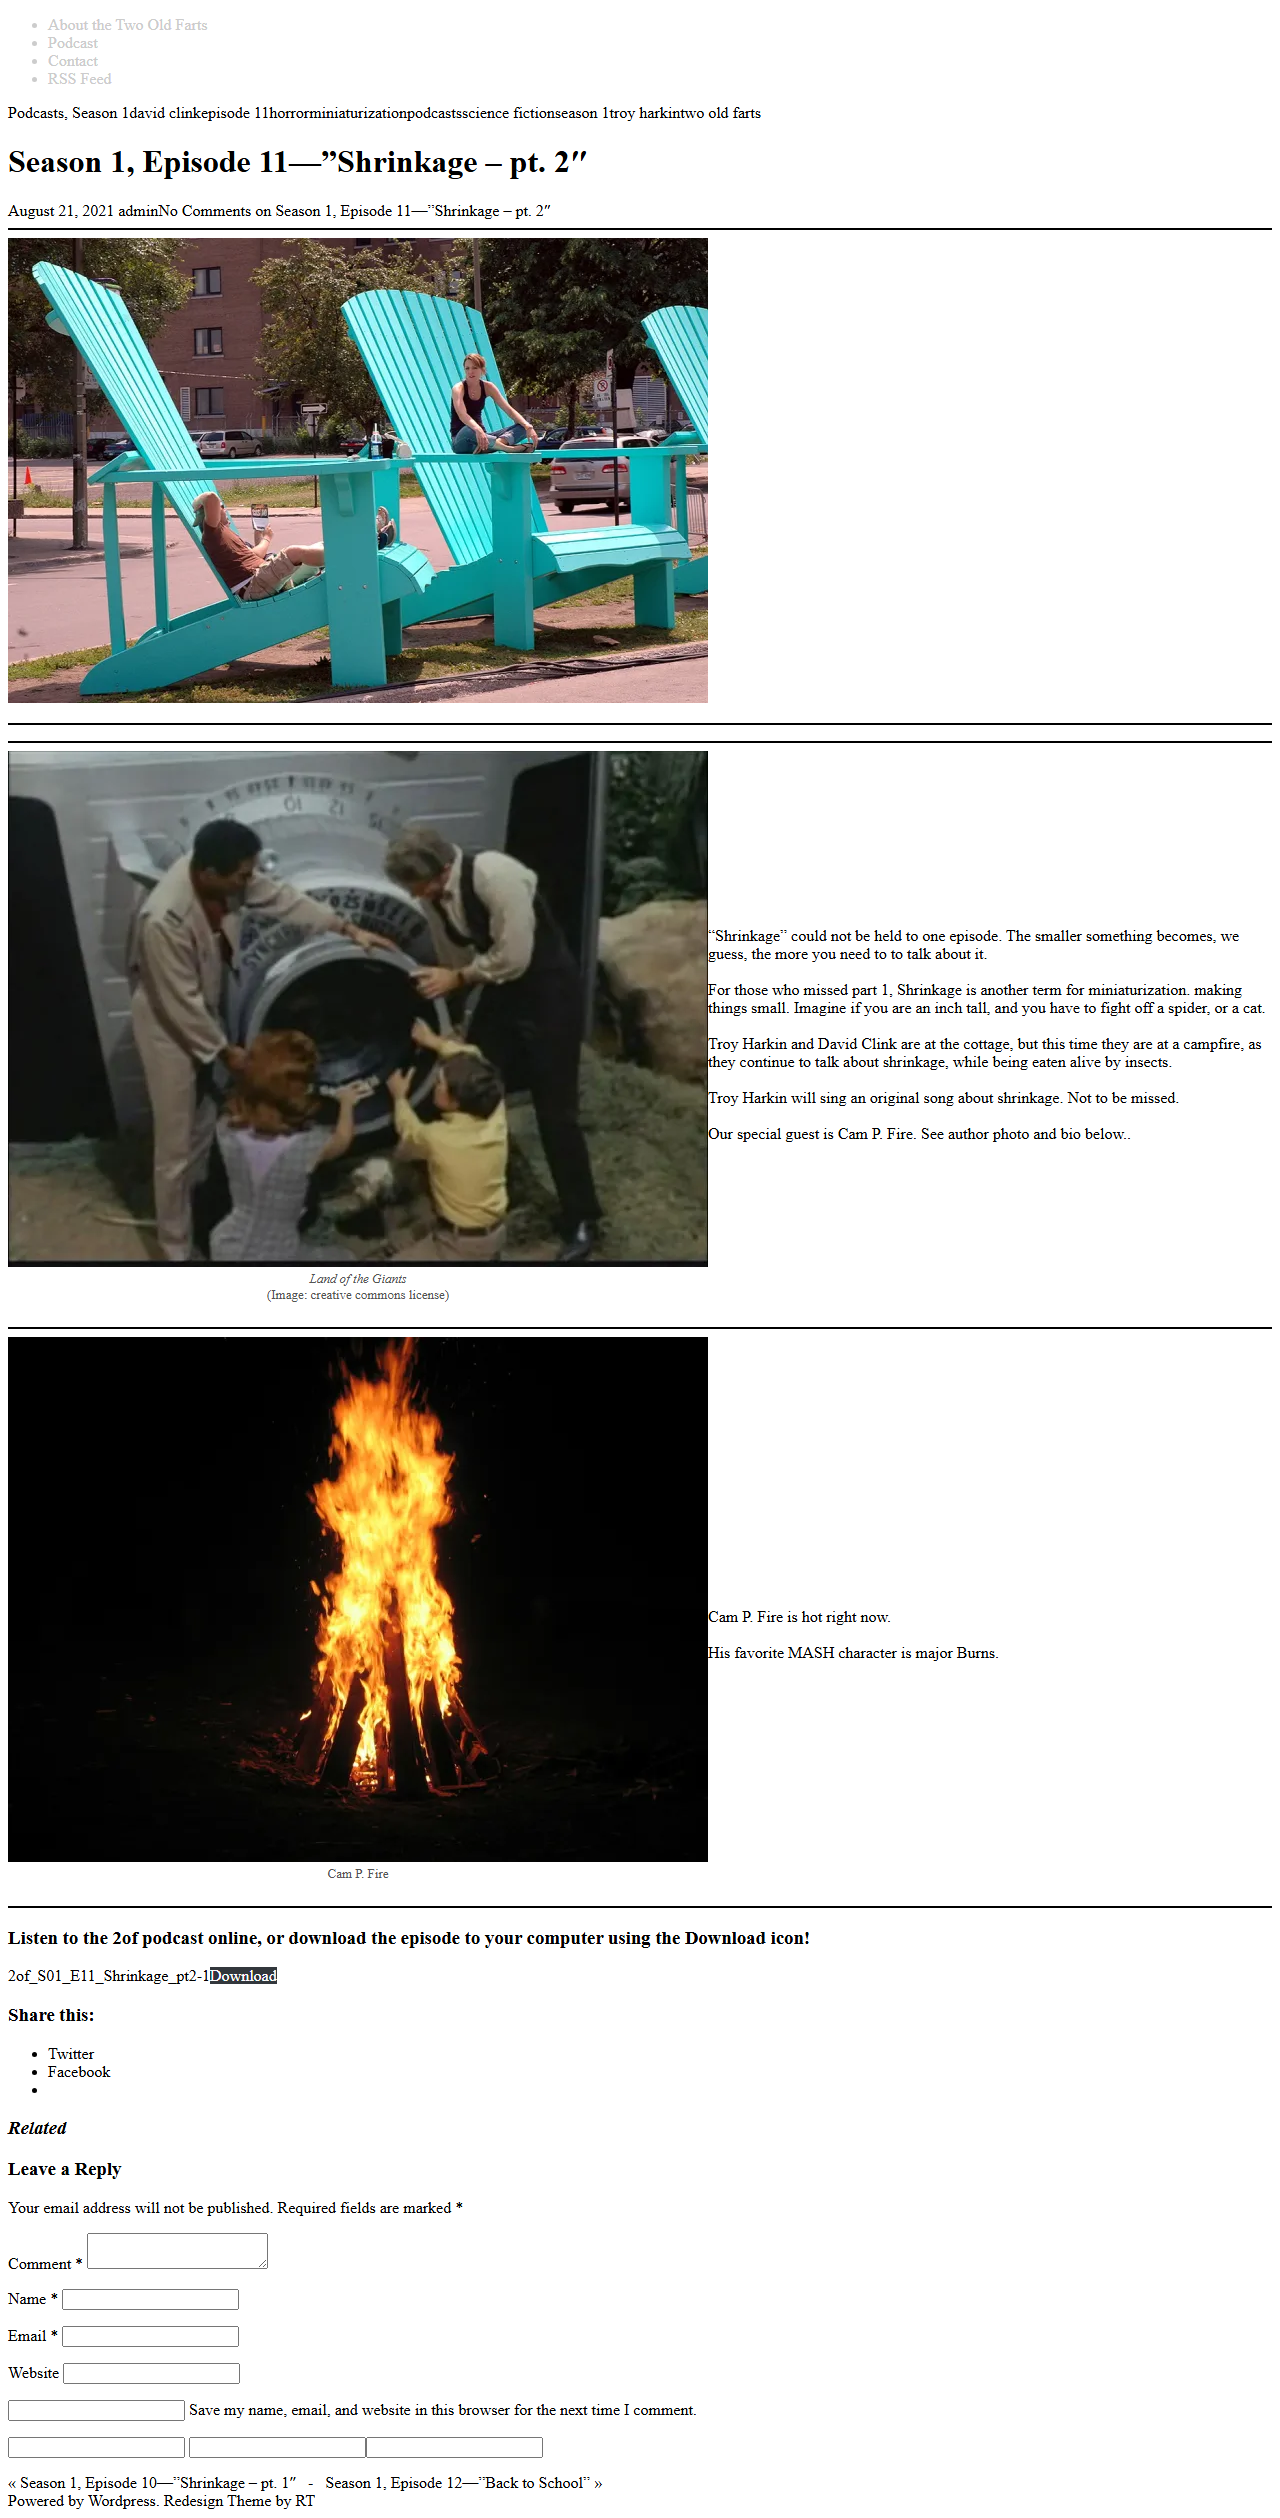 About the Two Old Farts
Podcast
Contact
RSS Feed
Podcasts, Season 1david clinkepisode 11horrorminiaturizationpodcastsscience fictionseason 1troy harkintwo old farts
Season 1, Episode 11—”Shrinkage – pt. 2″
August 21, 2021 adminNo Comments on Season 1, Episode 11—”Shrinkage – pt. 2″
“Shrinkage” could not be held to one episode. The smaller something becomes, we
guess, the more you need to to talk about it.
For those who missed part 1, Shrinkage is another term for miniaturization. making
things small. Imagine if you are an inch tall, and you have to fight off a spider, or a cat.
Troy Harkin and David Clink are at the cottage, but this time they are at a campfire, as
they continue to talk about shrinkage, while being eaten alive by insects.
Troy Harkin will sing an original song about shrinkage. Not to be missed.
Our special guest is Cam P. Fire. See author photo and bio below..
Land of the Giants
(Image: creative commons license)
Cam P. Fire is hot right now.
His favorite MASH character is major Burns.
Cam P. Fire
Listen to the 2of podcast online, or download the episode to your computer using the Download icon!
2of_S01_E11_Shrinkage_pt2-1Download
Share this:
Twitter
Facebook
Related
Leave a Reply
Your email address will not be published. Required fields are marked *
Comment *
Name *
Email *
Website
Save my name, email, and website in this browser for the next time I comment.
« Season 1, Episode 10—”Shrinkage – pt. 1″ - Season 1, Episode 12—”Back to School” »
Powered by Wordpress. Redesign Theme by RT